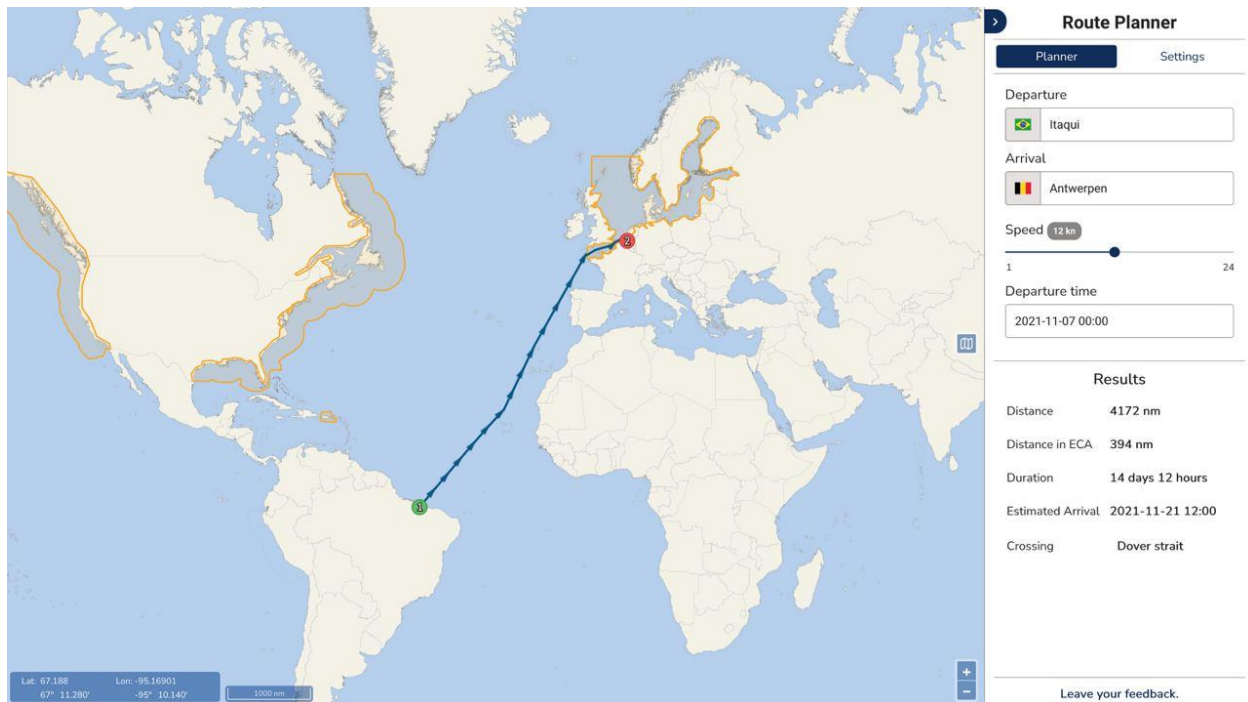 Route Planner
Planner Settings
Departure
Itaqui
Arrival
Antwerpen
Speed 12 kn
1 24
Departure time
2021-11-07 00:00
Results
Distance 4172 nm
Distance in ECA 394 nm
Duration 14 days 12 hours
Estimated Arrival 2021-11-21 12:00
Crossing Dover strait
Leave your feedback.
1
2
Lat: 67.188 Lon: -95.16901
67° 11.280' -95° 10.140'
1000 nm
+
−